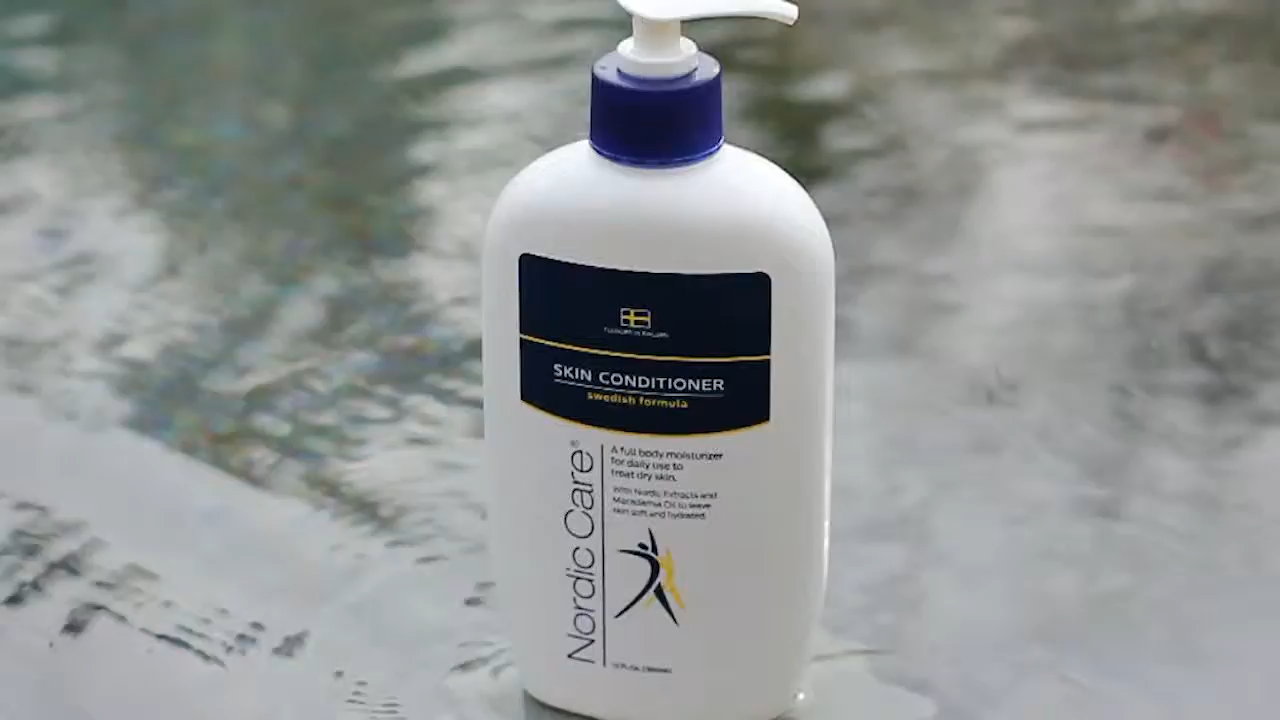 SKIN CONDITIONER
swedish formula
Nordic Care®
A full body moisturizer
for daily use to
treat dry skin.
With Nordic Extracts and
Macadamia Oil to leave
skin soft and hydrated.